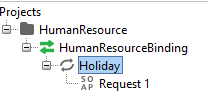 Projects
HumanResource
HumanResourceBinding
Holiday
SOAP Request 1